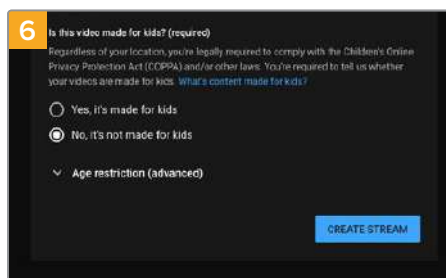 6
Is this video made for kids? (required)
Regardless of your location, you're legally required to comply with the Children's Online
Privacy Protection Act (COPPA) and/or other laws. You're required to tell us whether
your videos are made for kids. What's content made for kids?
Yes, it's made for kids
No, it's not made for kids
Age restriction (advanced)
CREATE STREAM